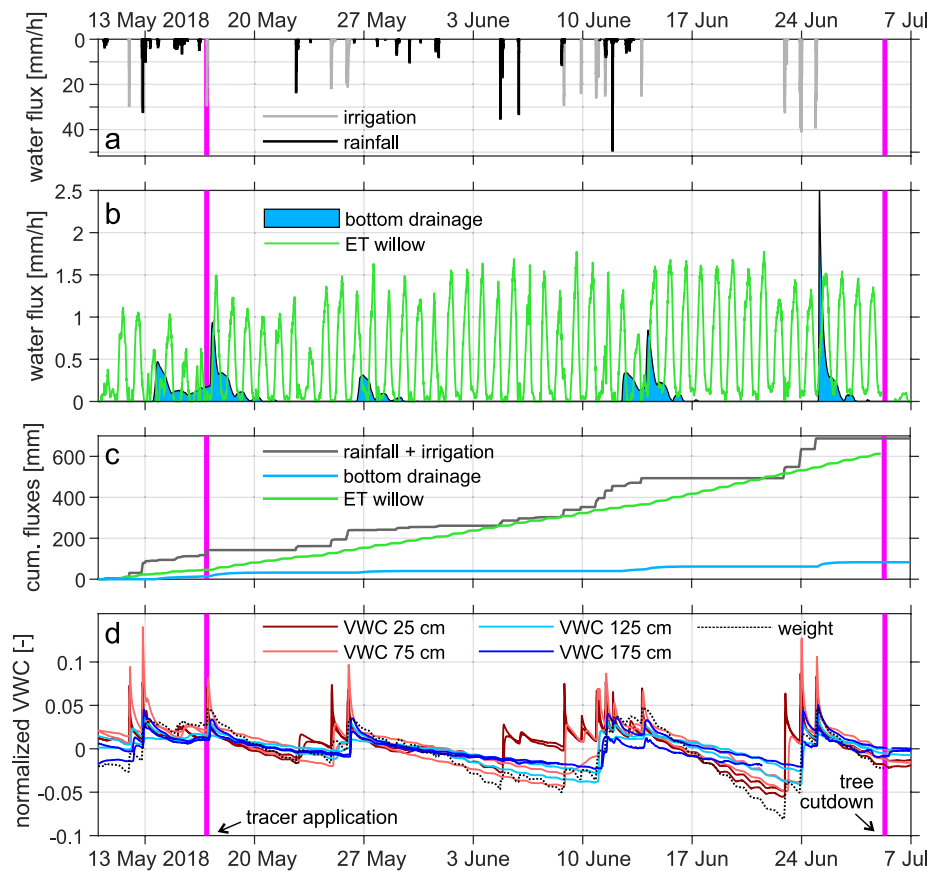 13 May 2018 20 May 27 May 3 June 10 June 17 Jun 24 Jun 7 Jul
water flux [mm/h]
0
20
40
a
irrigation
rainfall
water flux [mm/h]
2.5
2
1.5
1
0.5
0
b
bottom drainage
ET willow
cum. fluxes [mm]
600
400
200
0
c
rainfall + irrigation
bottom drainage
ET willow
normalized VWC [-]
0.1
0.05
0
-0.05
-0.1
d
VWC 25 cm
VWC 75 cm
VWC 125 cm
VWC 175 cm
weight
tracer application
tree
cutdown
13 May 2018 20 May 27 May 3 June 10 June 17 Jun 24 Jun 7 Jul